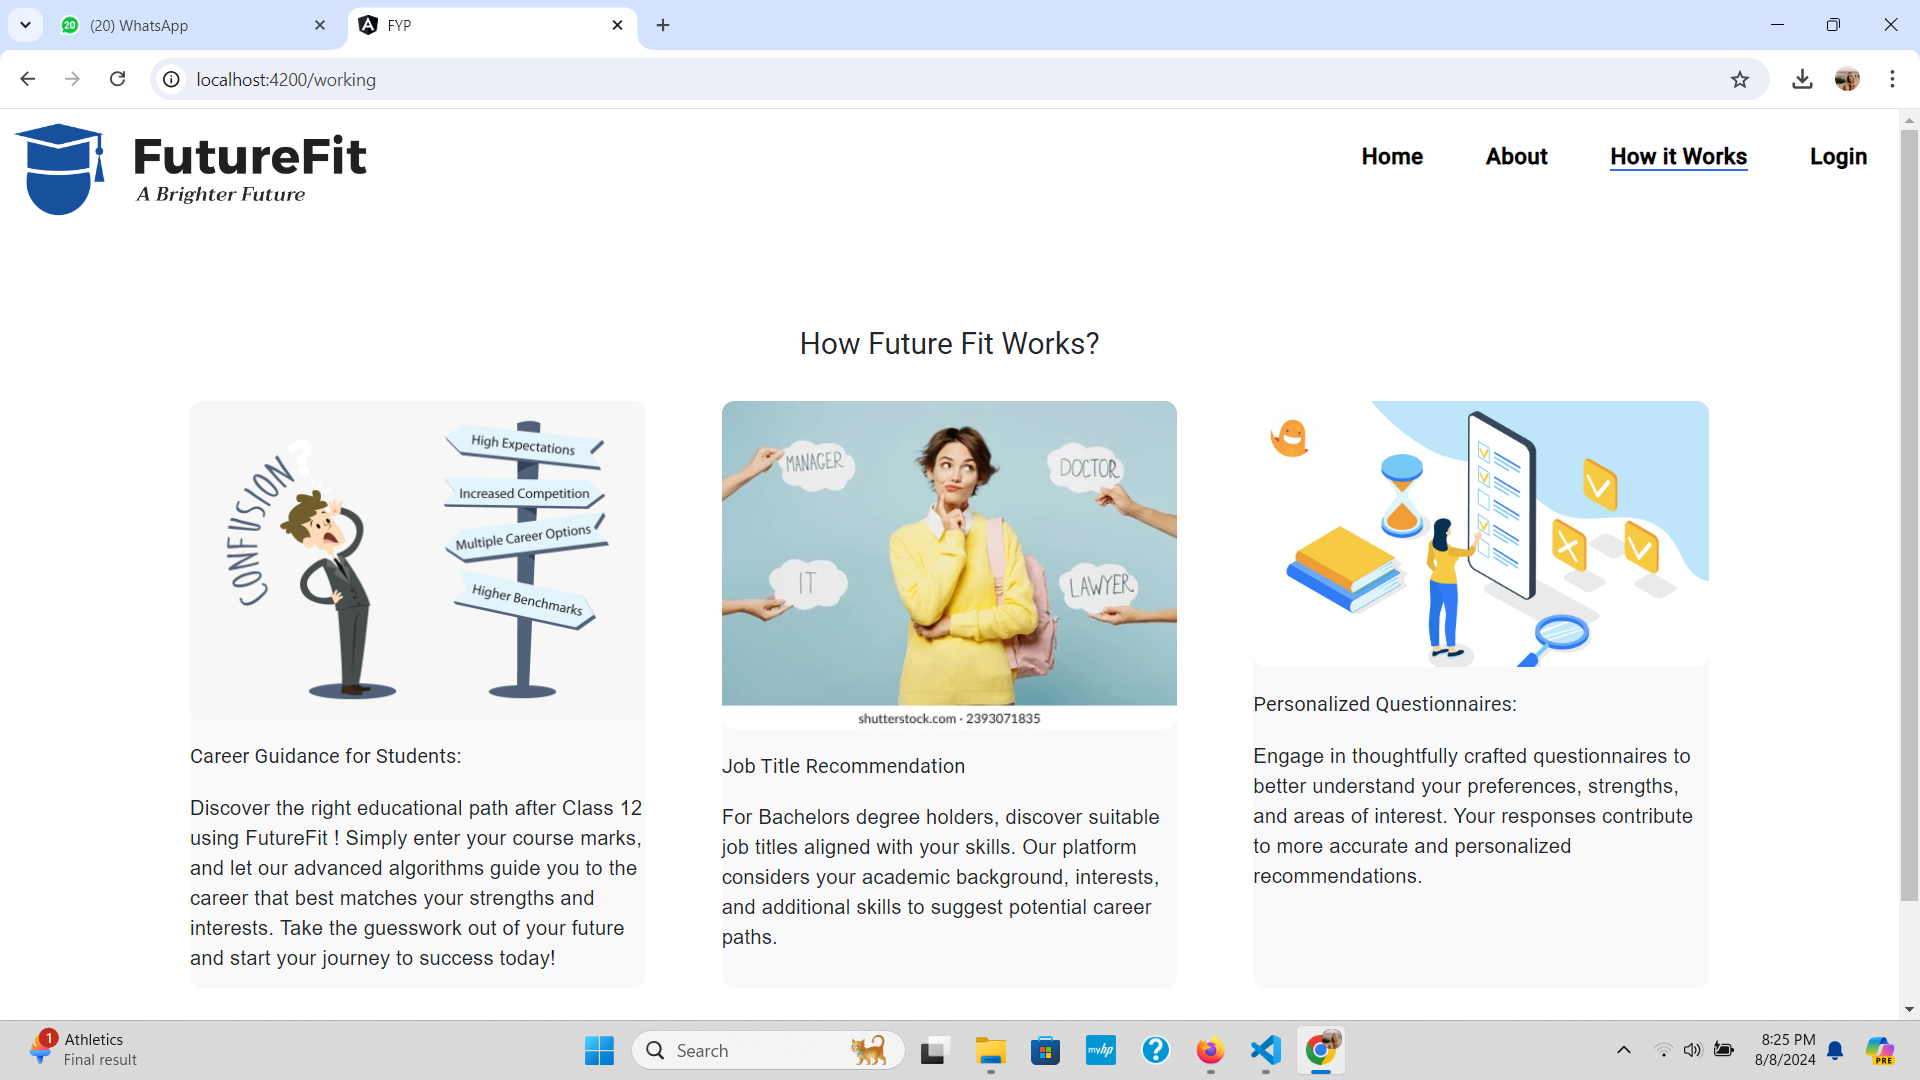 (20) WhatsApp
FYP
localhost:4200/working
FutureFit
A Brighter Future
Home
About
How it Works
Login
How Future Fit Works?
CONFUSION?
High Expectations
Increased Competition
Multiple Career Options
Higher Benchmarks
MANAGER
DOCTOR
IT
LAWYER
shutterstock.com · 2393071835
Career Guidance for Students:
Discover the right educational path after Class 12
using FutureFit ! Simply enter your course marks,
and let our advanced algorithms guide you to the
career that best matches your strengths and
interests. Take the guesswork out of your future
and start your journey to success today!
Job Title Recommendation
For Bachelors degree holders, discover suitable
job titles aligned with your skills. Our platform
considers your academic background, interests,
and additional skills to suggest potential career
paths.
Personalized Questionnaires:
Engage in thoughtfully crafted questionnaires to
better understand your preferences, strengths,
and areas of interest. Your responses contribute
to more accurate and personalized
recommendations.
20
1
Athletics
Final result
Search
myhp
8:25 PM
8/8/2024
PRE